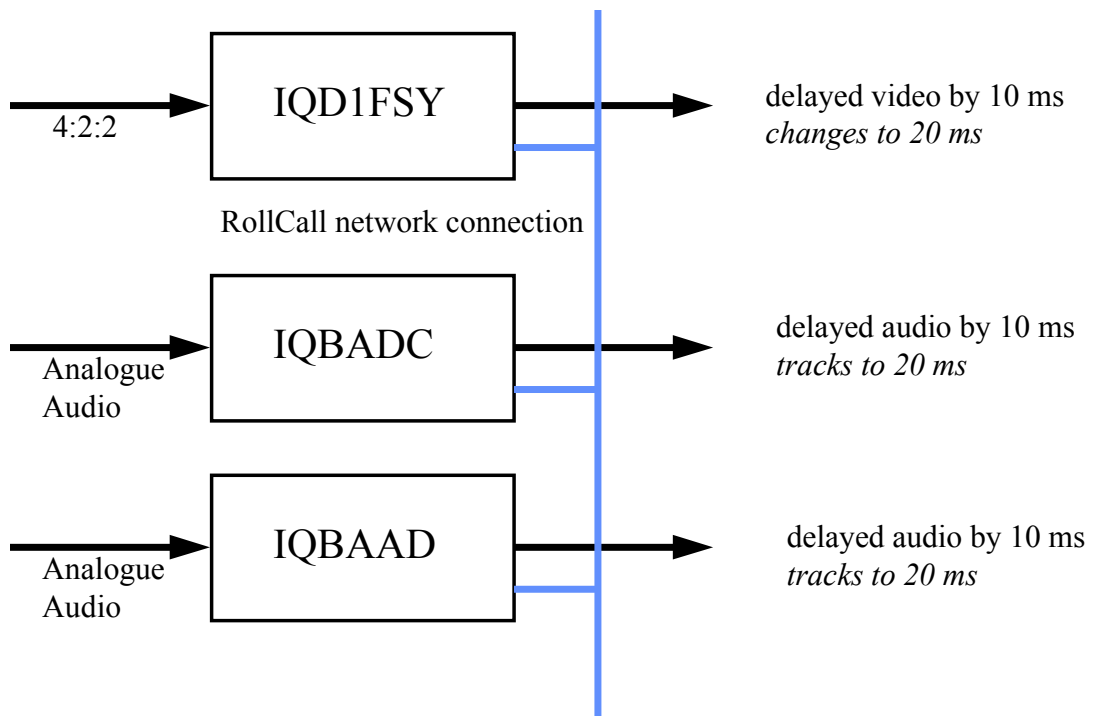 IQD1FSY
4:2:2
delayed video by 10 ms
changes to 20 ms
RollCall network connection
IQBADC
Analogue
Audio
delayed audio by 10 ms
tracks to 20 ms
IQBAAD
Analogue
Audio
delayed audio by 10 ms
tracks to 20 ms